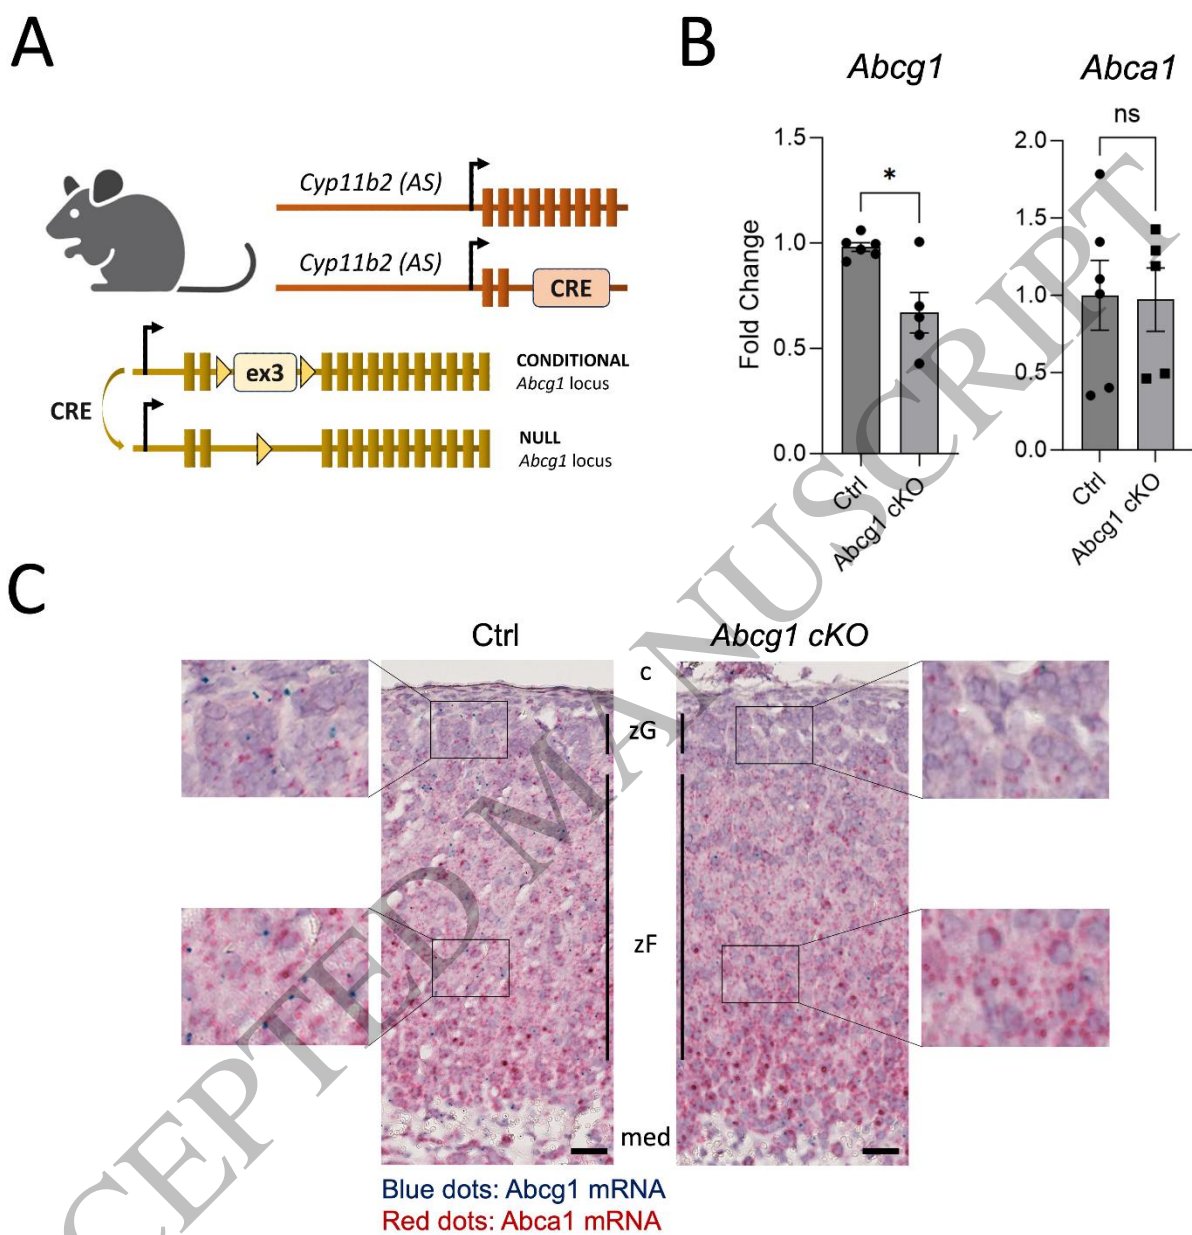 A
Cyp11b2 (AS)
Cyp11b2 (AS)
CRE
ex3
CONDITIONAL
Abcg1 locus
CRE
NULL
Abcg1 locus
B
Abcg1
Abca1
Fold Change
1.5
1.0
0.5
0.0
*
Ctrl
Abcg1 cKO
2.0
1.5
1.0
0.5
0.0
ns
Ctrl
Abcg1 cKO
C
Ctrl
Abcg1 cKO
c
zG
zF
med
Blue dots: Abcg1 mRNA
Red dots: Abca1 mRNA
CEPTED MANUSCRIPT